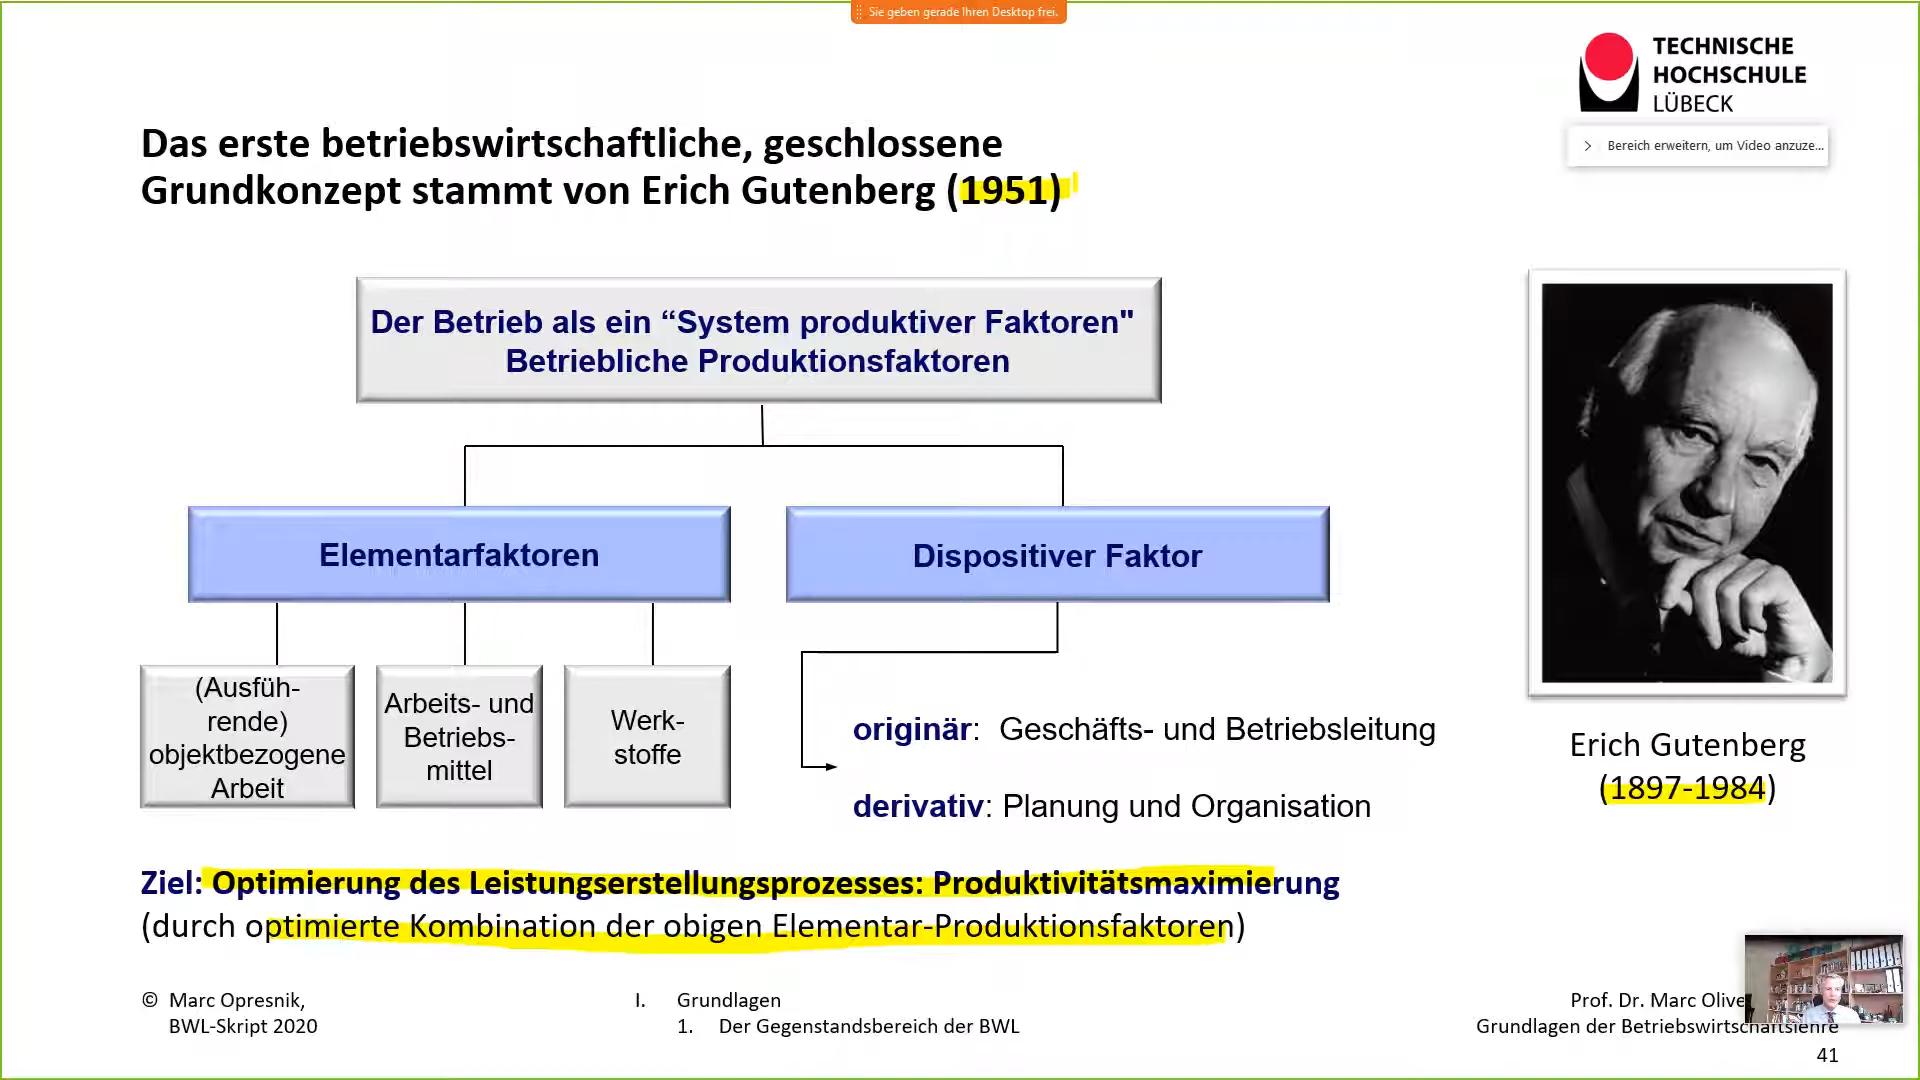 Sie geben gerade Ihren Desktop frei.
TECHNISCHE
HOCHSCHULE
LÜBECK
Bereich erweitern, um Video anzuze...
Das erste betriebswirtschaftliche, geschlossene
Grundkonzept stammt von Erich Gutenberg (1951)
Der Betrieb als ein “System produktiver Faktoren"
Betriebliche Produktionsfaktoren
Elementarfaktoren
Dispositiver Faktor
(Ausfüh-
rende)
objektbezogene
Arbeit
Arbeits- und
Betriebs-
mittel
Werk-
stoffe
originär: Geschäfts- und Betriebsleitung
derivativ: Planung und Organisation
Erich Gutenberg
(1897-1984)
Ziel: Optimierung des Leistungserstellungsprozesses: Produktivitätsmaximierung
(durch optimierte Kombination der obigen Elementar-Produktionsfaktoren)
© Marc Opresnik,
BWL-Skript 2020
I. Grundlagen
1. Der Gegenstandsbereich der BWL
Prof. Dr. Marc Olive
Grundlagen der Betriebswirtschaftslehre
41